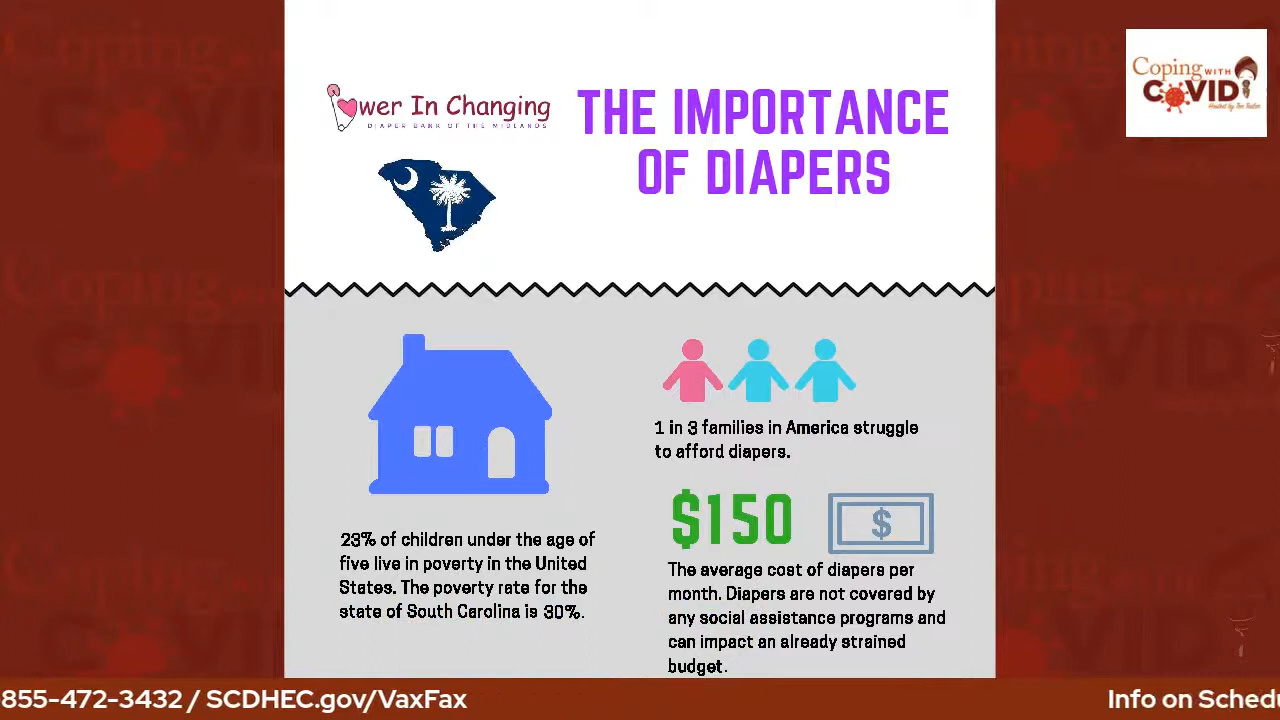 Power In Changing
DIAPER BANK OF THE MIDLANDS
THE IMPORTANCE
OF DIAPERS
Coping WITH
COVID
Hosted by
1 in 3 families in America struggle
to afford diapers.
$150
$
23% of children under the age of
five live in poverty in the United
States. The poverty rate for the
state of South Carolina is 30%.
The average cost of diapers per
month. Diapers are not covered by
any social assistance programs and
can impact an already strained
budget.
855-472-3432 / SCDHEC.gov/VaxFax
Info on Schedu